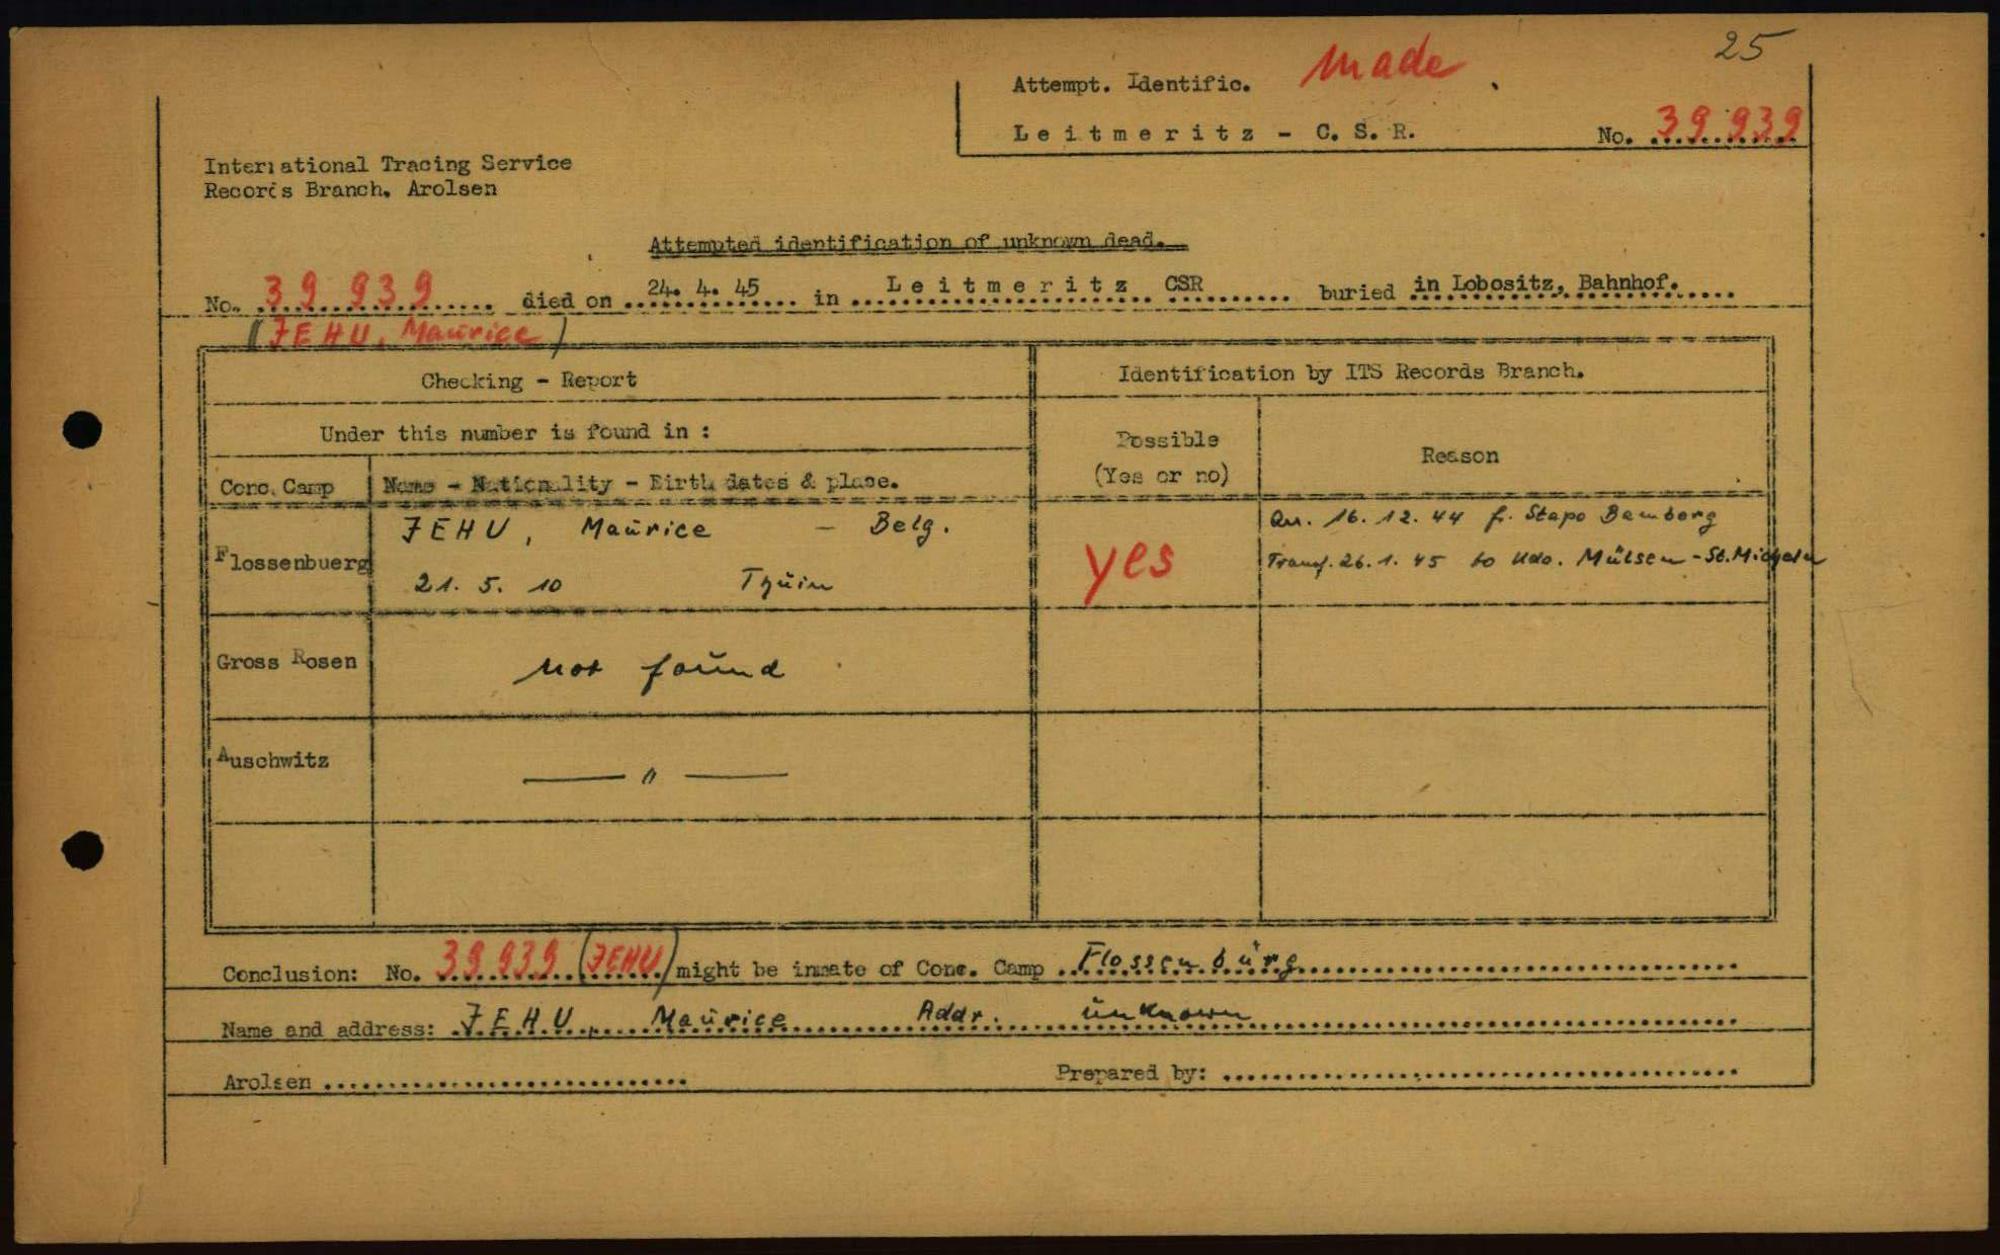 25
Attempt. Identific. made
Leitmeritz - C. S. R. No. 39 939
International Tracing Service
Records Branch, Arolsen
Attempted identification of unknown dead.
No. 39 939 died on 24. 4. 45 in Leitmeritz CSR buried in Lobositz, Bahnhof.
(JEHU, Maurice)
Checking - Report
Identification by ITS Records Branch.
Under this number is found in :
Possible
(Yes or no)
Reason
Conc. Camp
Name - Nationality - Birth dates & place.
Flossenbuerg
JEHU, Maurice - Belg.
21. 5. 10 Thuin
yes
Arr. 16. 12. 44 fr. Stapo Bamberg
Transf. 26. 1. 45 to Kdo. Mülsen - St. Micheln
Gross Rosen
not found
Auschwitz
— " —
Conclusion: No. 39 939 (JEHU) might be inmate of Conc. Camp Flossenbürg
Name and address: JEHU, Maurice Addr. unknown
Arolsen
Prepared by: